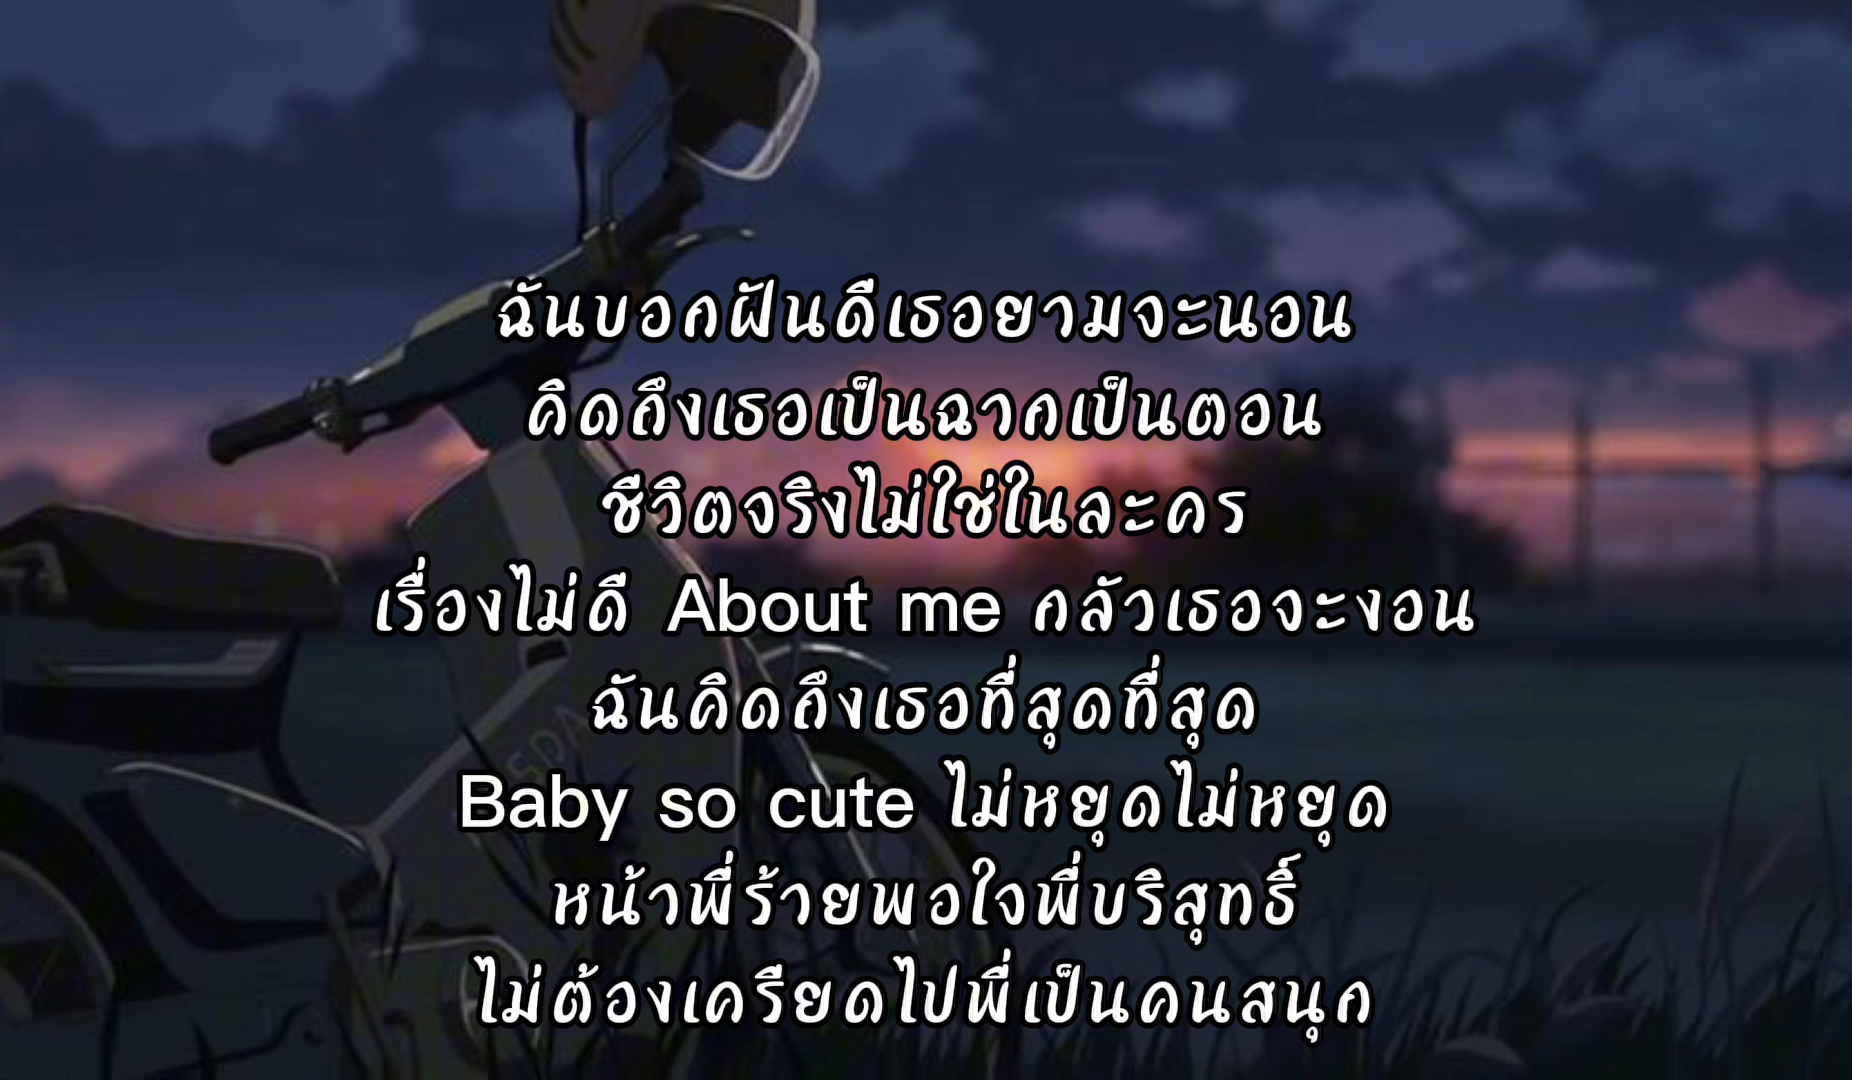 ฉันบอกฝันดีเธอยามจะนอน
คิดถึงเธอเป็นฉากเป็นตอน
ชีวิตจริงไม่ใช่ในละคร
เรื่องไม่ดี About me กลัวเธอจะงอน
ฉันคิดถึงเธอที่สุดที่สุด
Baby so cute ไม่หยุดไม่หยุด
หน้าพี่ร้ายพอใจพี่บริสุทธิ์
ไม่ต้องเครียดไปพี่เป็นคนสนุก